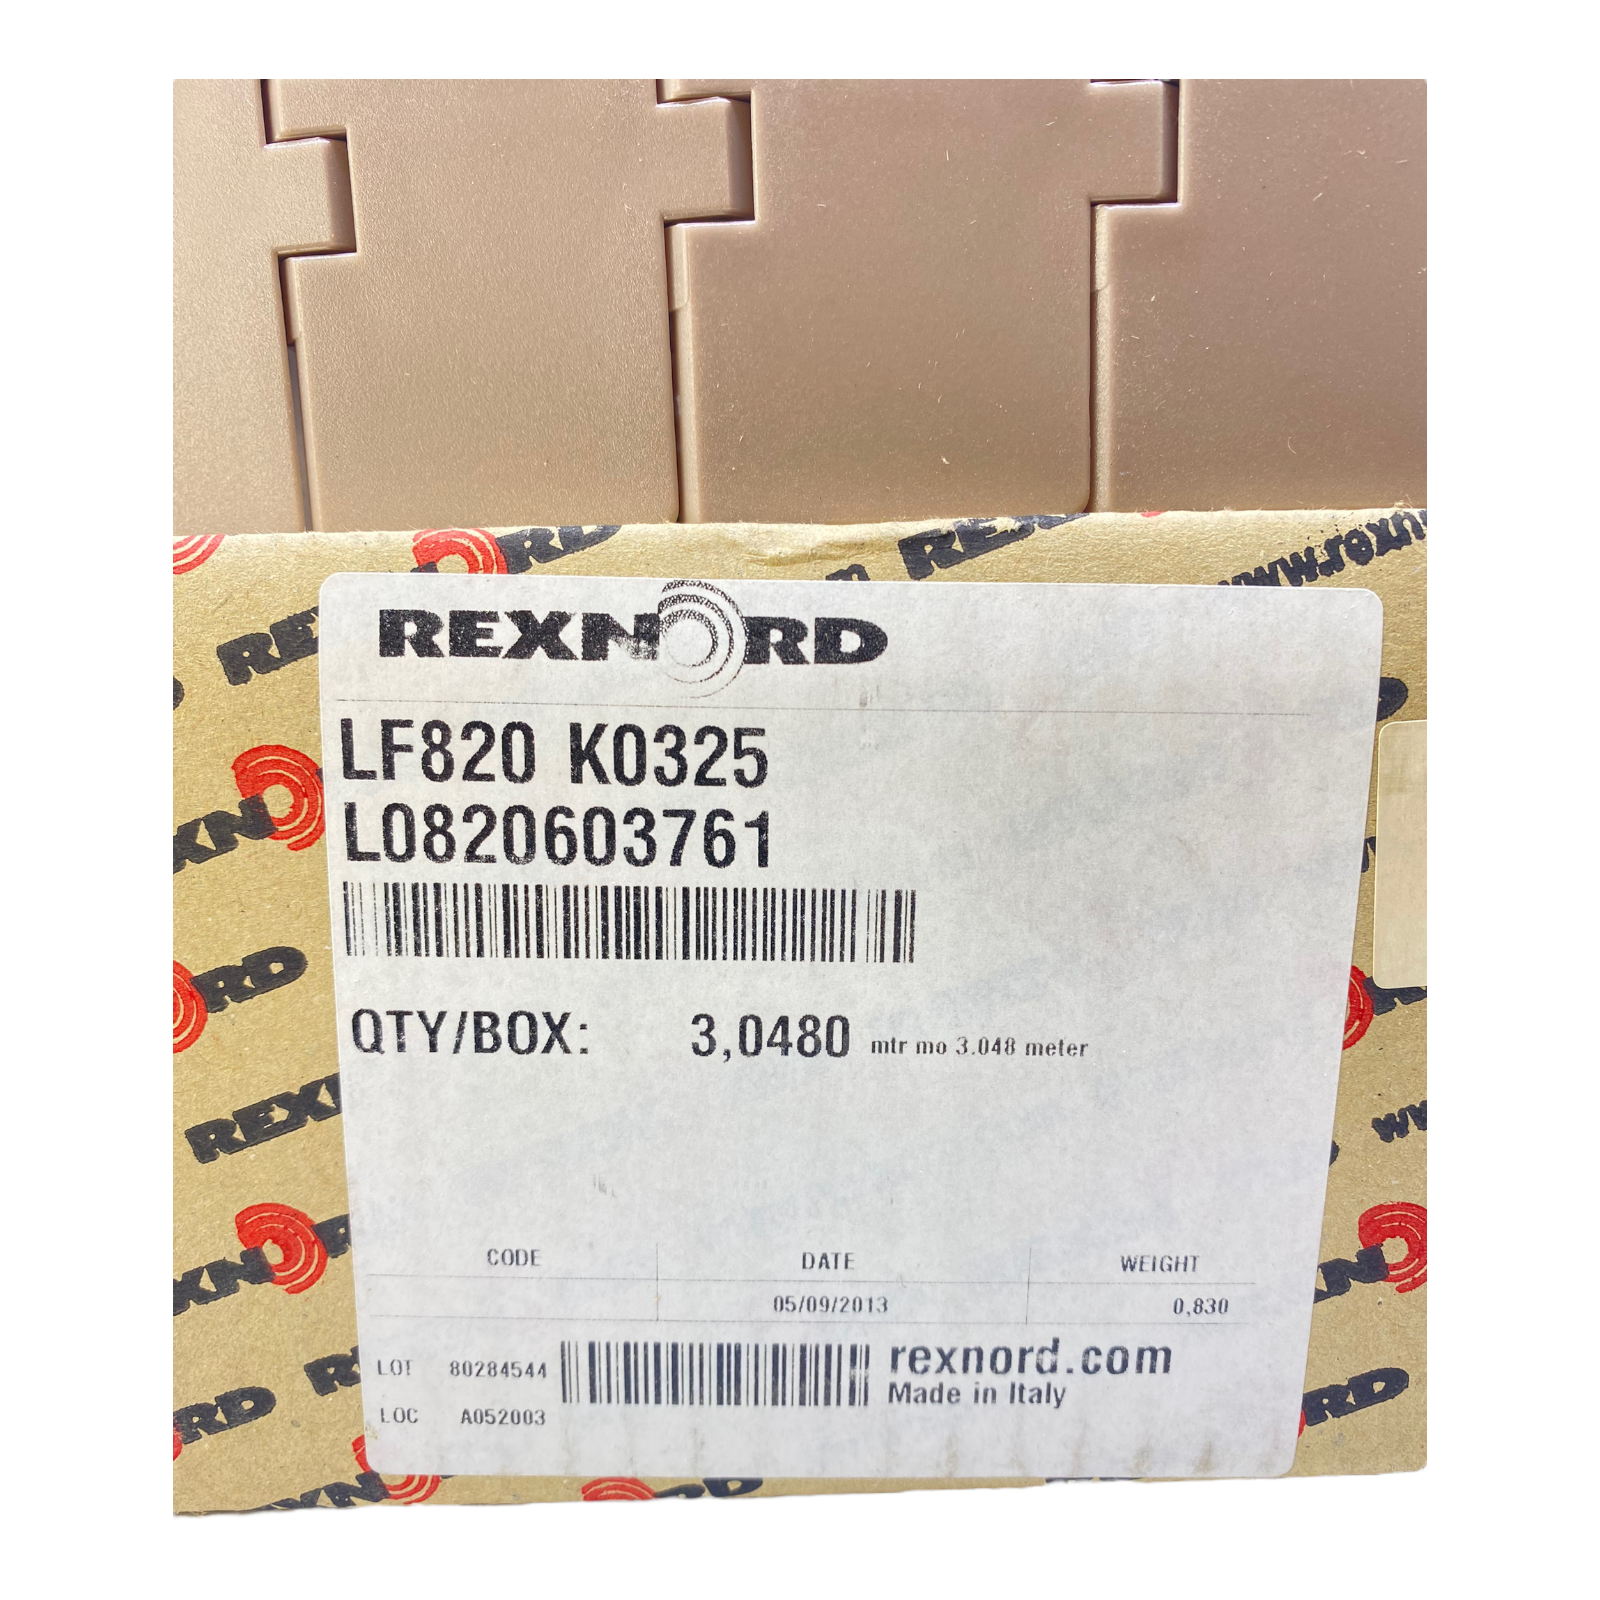 REXNORD
LF820 K0325
L0820603761
QTY/BOX: 3,0480 mtr mo 3.048 meter
CODE DATE WEIGHT
05/09/2013 0,830
LOT 80284544
LOC A052003
rexnord.com
Made in Italy